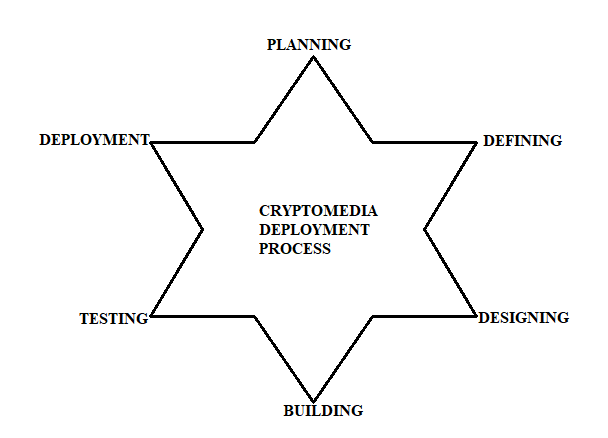 PLANNING
DEPLOYMENT
DEFINING
CRYPTOMEDIA
DEPLOYMENT
PROCESS
TESTING
DESIGNING
BUILDING